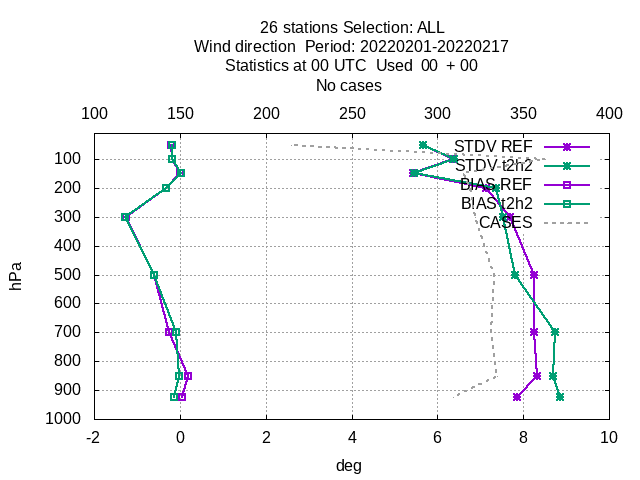 26 stations Selection: ALL
Wind direction  Period: 20220201-20220217
Statistics at 00 UTC  Used  00  + 00
No cases
100 150 200 250 300 350 400
STDV REF
100
STDV t2h2
200
BIAS REF
BIAS t2h2
300
CASES
400
500
600
700
800
900
1000
hPa
-2 0 2 4 6 8 10
deg